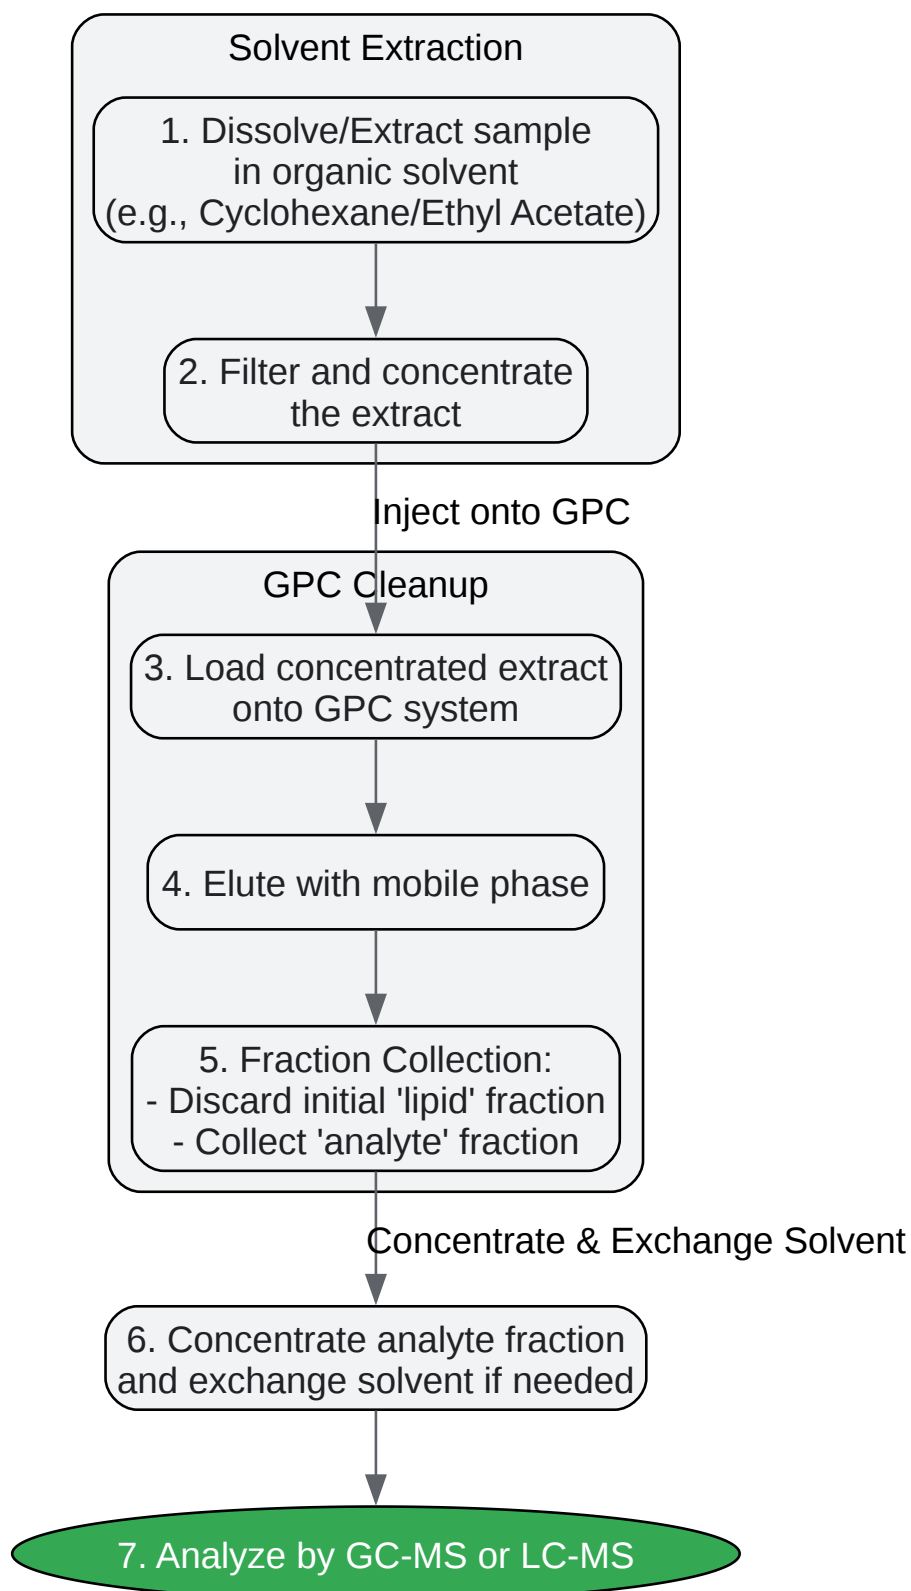 Solvent Extraction
1. Dissolve/Extract sample
in organic solvent
(e.g., Cyclohexane/Ethyl Acetate)
2. Filter and concentrate
the extract
Inject onto GPC
GPC Cleanup
3. Load concentrated extract
onto GPC system
4. Elute with mobile phase
5. Fraction Collection:
- Discard initial 'lipid' fraction
- Collect 'analyte' fraction
Concentrate & Exchange Solvent
6. Concentrate analyte fraction
and exchange solvent if needed
7. Analyze by GC-MS or LC-MS